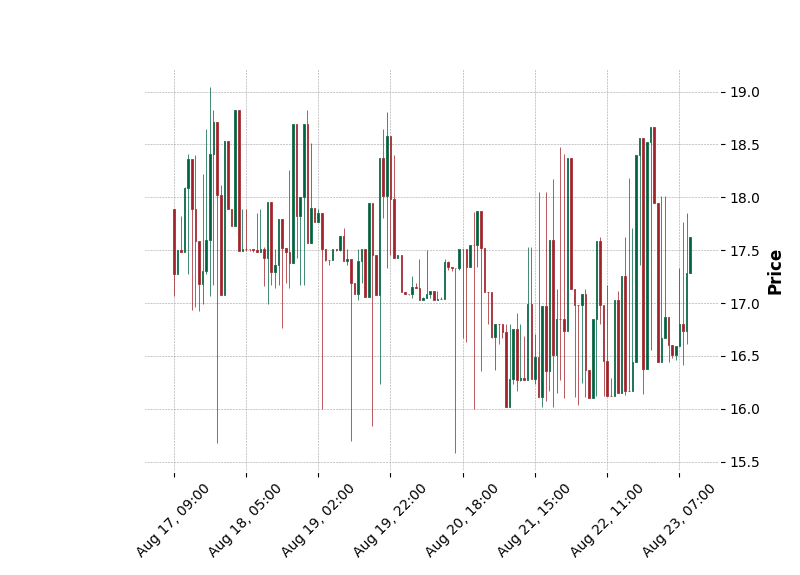 19.0
18.5
18.0
17.5
17.0
16.5
16.0
15.5
Price
Aug 17, 09:00
Aug 18, 05:00
Aug 19, 02:00
Aug 19, 22:00
Aug 20, 18:00
Aug 21, 15:00
Aug 22, 11:00
Aug 23, 07:00